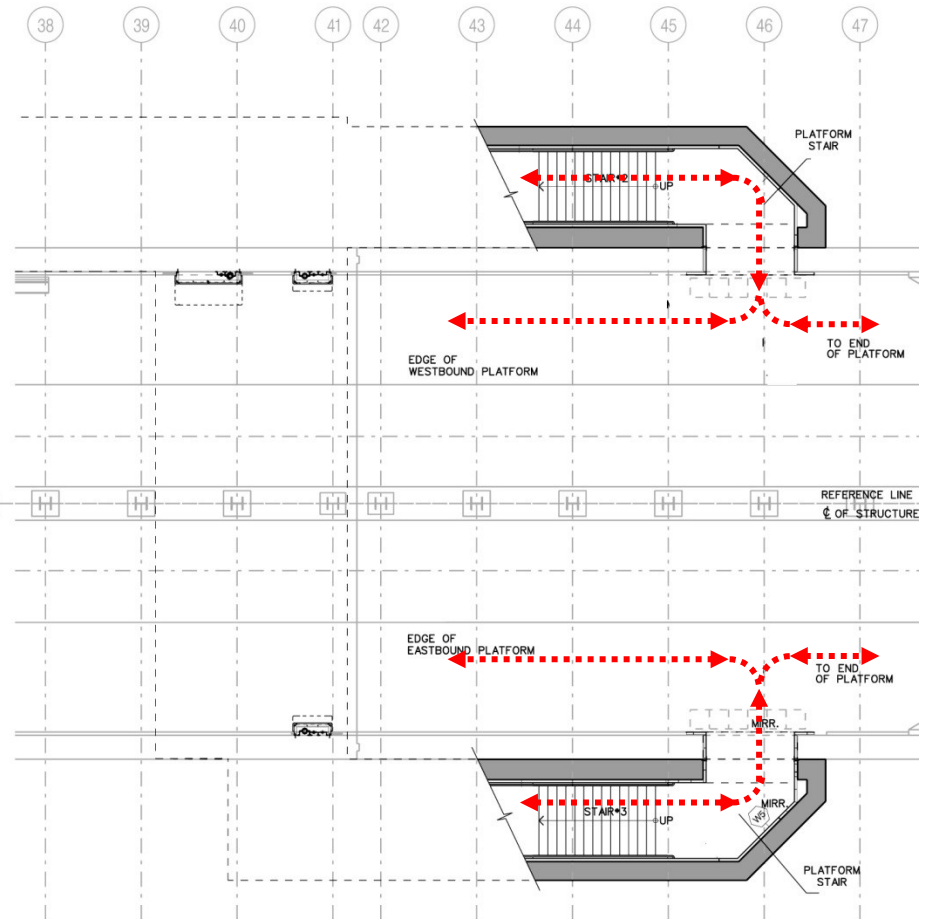 38 39 40 41 42 43 44 45 46 47
PLATFORM
STAIR
STAIR•2
UP
TO END
OF PLATFORM
EDGE OF
WESTBOUND PLATFORM
REFERENCE LINE
℄ OF STRUCTURE
EDGE OF
EASTBOUND PLATFORM
TO END
OF PLATFORM
MIRR.
MIRR.
STAIR•3
UP
W5
PLATFORM
STAIR